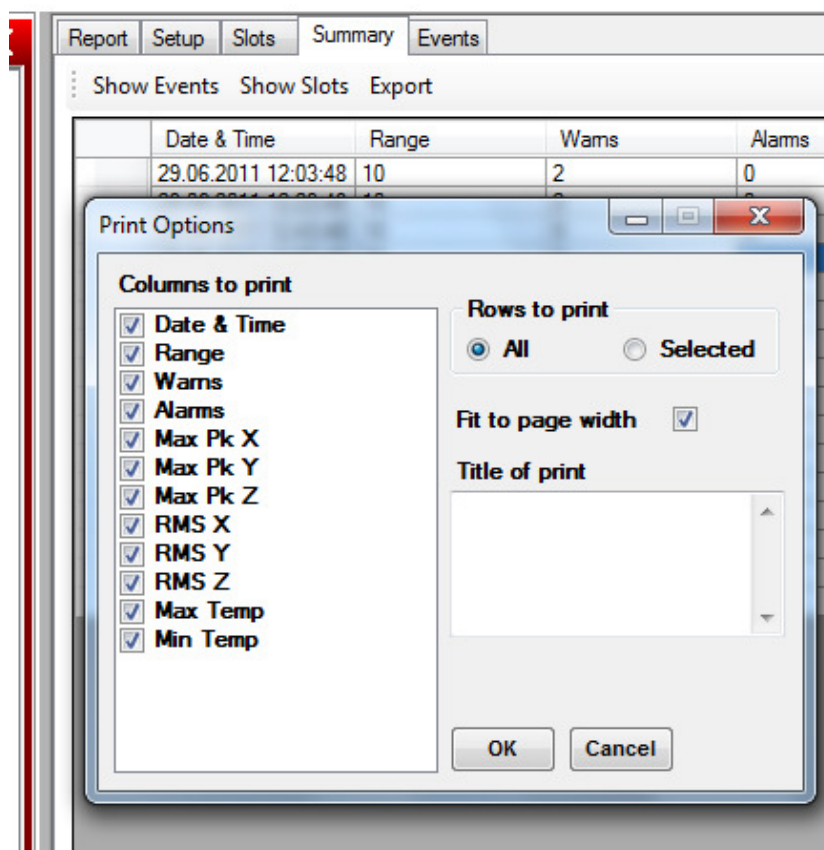 Report Setup Slots Summary Events
Show Events Show Slots Export
Date & Time Range Warns Alarms
29.06.2011 12:03:48 10 2 0
Print Options
Columns to print
Date & Time
Range
Warns
Alarms
Max Pk X
Max Pk Y
Max Pk Z
RMS X
RMS Y
RMS Z
Max Temp
Min Temp
Rows to print
All Selected
Fit to page width
Title of print
OK Cancel